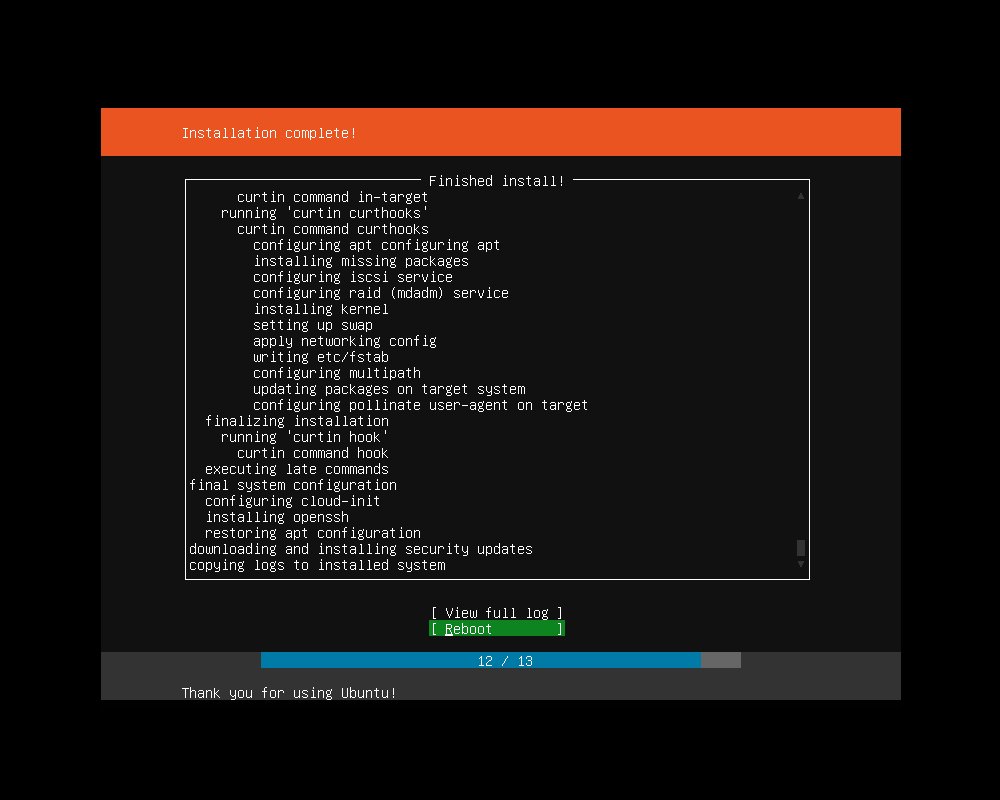 Installation complete!
Finished install!
curtin command in-target
running 'curtin curthooks'
curtin command curthooks
configuring apt configuring apt
installing missing packages
configuring iscsi service
configuring raid (mdadm) service
installing kernel
setting up swap
apply networking config
writing etc/fstab
configuring multipath
updating packages on target system
configuring pollinate user-agent on target
finalizing installation
running 'curtin hook'
curtin command hook
executing late commands
final system configuration
configuring cloud-init
installing openssh
restoring apt configuration
downloading and installing security updates
copying logs to installed system
[ View full log ]
[ Reboot ]
12 / 13
Thank you for using Ubuntu!